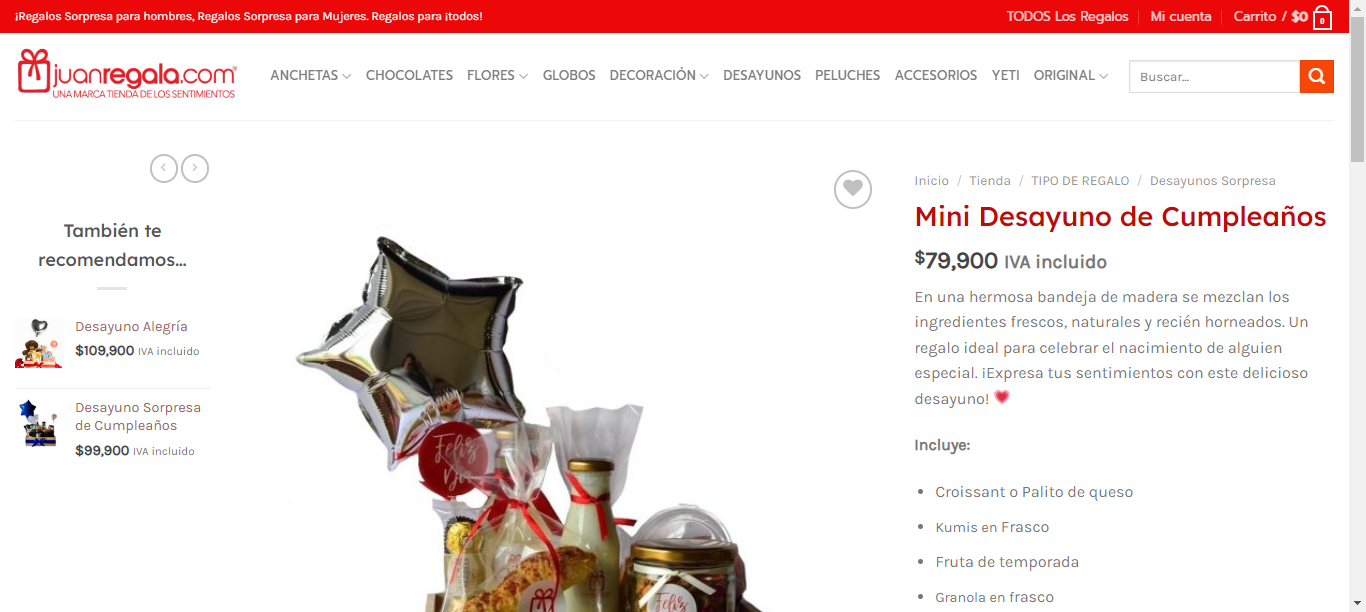 ¡Regalos Sorpresa para hombres, Regalos Sorpresa para Mujeres. Regalos para ¡todos!
TODOS Los Regalos
Mi cuenta
Carrito / $0
0
juanregala.com®
UNA MARCA TIENDA DE LOS SENTIMIENTOS
ANCHETAS
CHOCOLATES
FLORES
GLOBOS
DECORACIÓN
DESAYUNOS
PELUCHES
ACCESORIOS
YETI
ORIGINAL
Buscar...
También te
recomendamos...
Desayuno Alegría
$109,900 IVA incluido
Desayuno Sorpresa
de Cumpleaños
$99,900 IVA incluido
Feliz
Día
Feliz
Inicio / Tienda / TIPO DE REGALO / Desayunos Sorpresa
Mini Desayuno de Cumpleaños
$79,900 IVA incluido
En una hermosa bandeja de madera se mezclan los
ingredientes frescos, naturales y recién horneados. Un
regalo ideal para celebrar el nacimiento de alguien
especial. ¡Expresa tus sentimientos con este delicioso
desayuno! 💗
Incluye:
• Croissant o Palito de queso
• Kumis en Frasco
• Fruta de temporada
• Granola en frasco